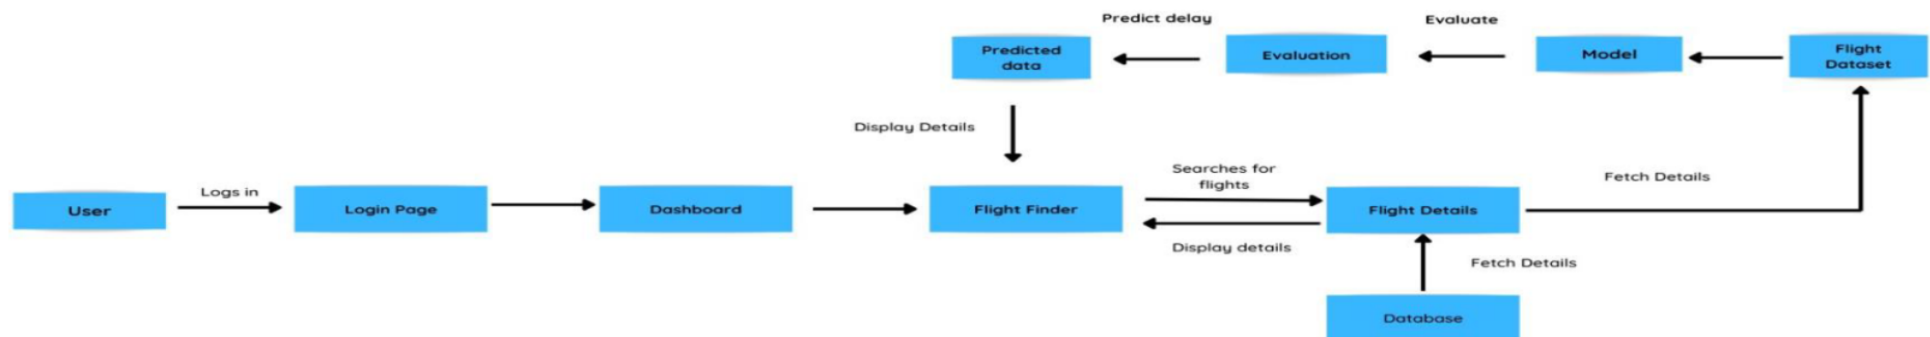 Predict delay
Evaluate
Predicted
data
Evaluation
Model
Flight
Dataset
Display Details
Searches for
flights
Fetch Details
User
Logs in
Login Page
Dashboard
Flight Finder
Flight Details
Display details
Fetch Details
Database